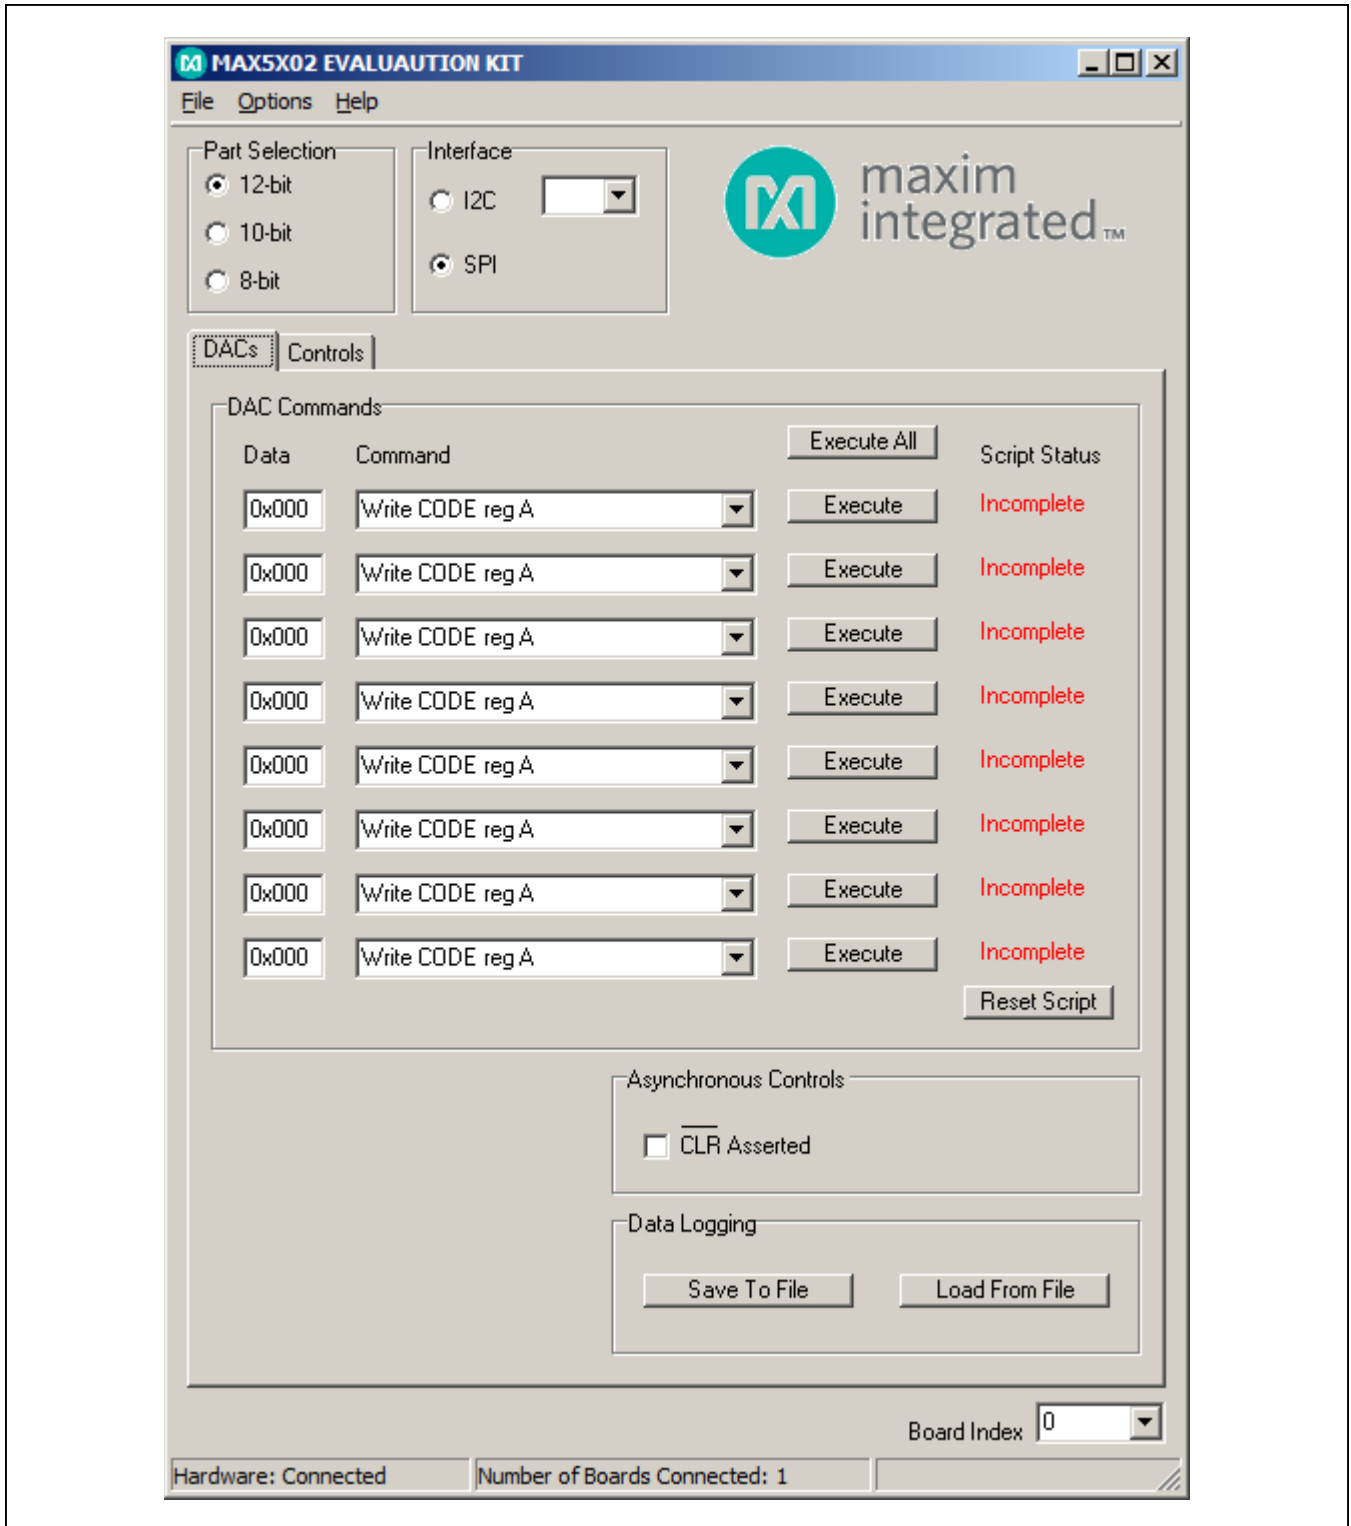 MAX5X02 EVALUAUTION KIT
File Options Help
Part Selection
12-bit
10-bit
8-bit
Interface
I2C
SPI
maxim
integrated™
DACs Controls
DAC Commands
Data Command Execute All Script Status
0x000 Write CODE reg A Execute Incomplete
0x000 Write CODE reg A Execute Incomplete
0x000 Write CODE reg A Execute Incomplete
0x000 Write CODE reg A Execute Incomplete
0x000 Write CODE reg A Execute Incomplete
0x000 Write CODE reg A Execute Incomplete
0x000 Write CODE reg A Execute Incomplete
0x000 Write CODE reg A Execute Incomplete
Reset Script
Asynchronous Controls
C̅L̅R̅ Asserted
Data Logging
Save To File Load From File
Board Index 0
Hardware: Connected Number of Boards Connected: 1